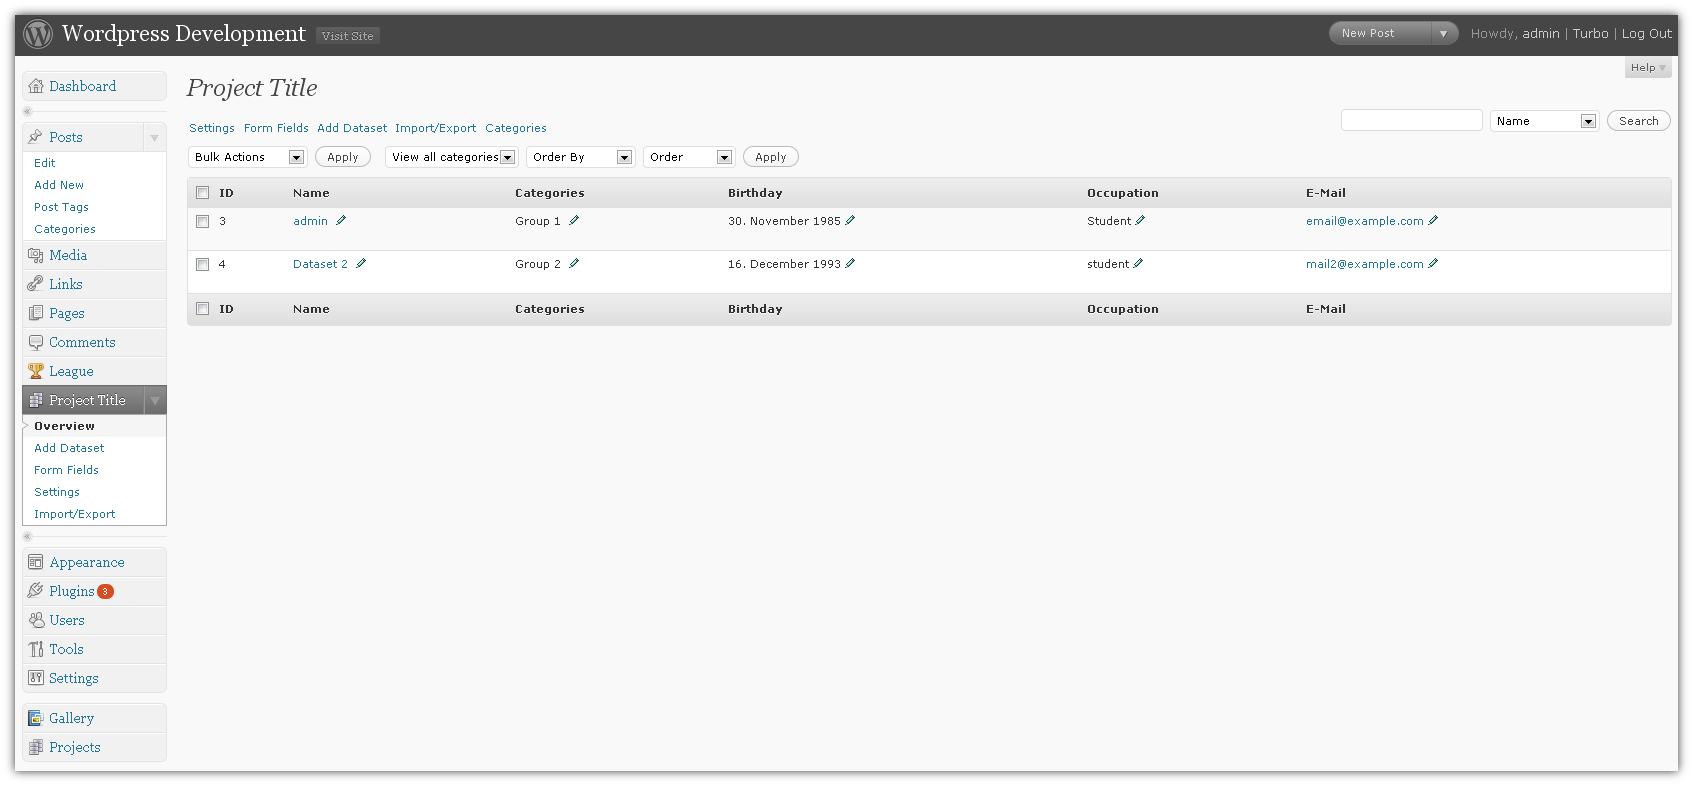 Wordpress Development Visit Site New Post Howdy, admin | Turbo | Log Out
Help
Dashboard
Posts
Edit
Add New
Post Tags
Categories
Media
Links
Pages
Comments
League
Project Title
Overview
Add Dataset
Form Fields
Settings
Import/Export
Appearance
Plugins 3
Users
Tools
Settings
Gallery
Projects
Project Title
Settings Form Fields Add Dataset Import/Export Categories
Name Search
Bulk Actions Apply View all categories Order By Order Apply
ID Name Categories Birthday Occupation E-Mail
3 admin Group 1 30. November 1985 Student email@example.com
4 Dataset 2 Group 2 16. December 1993 student mail2@example.com
ID Name Categories Birthday Occupation E-Mail